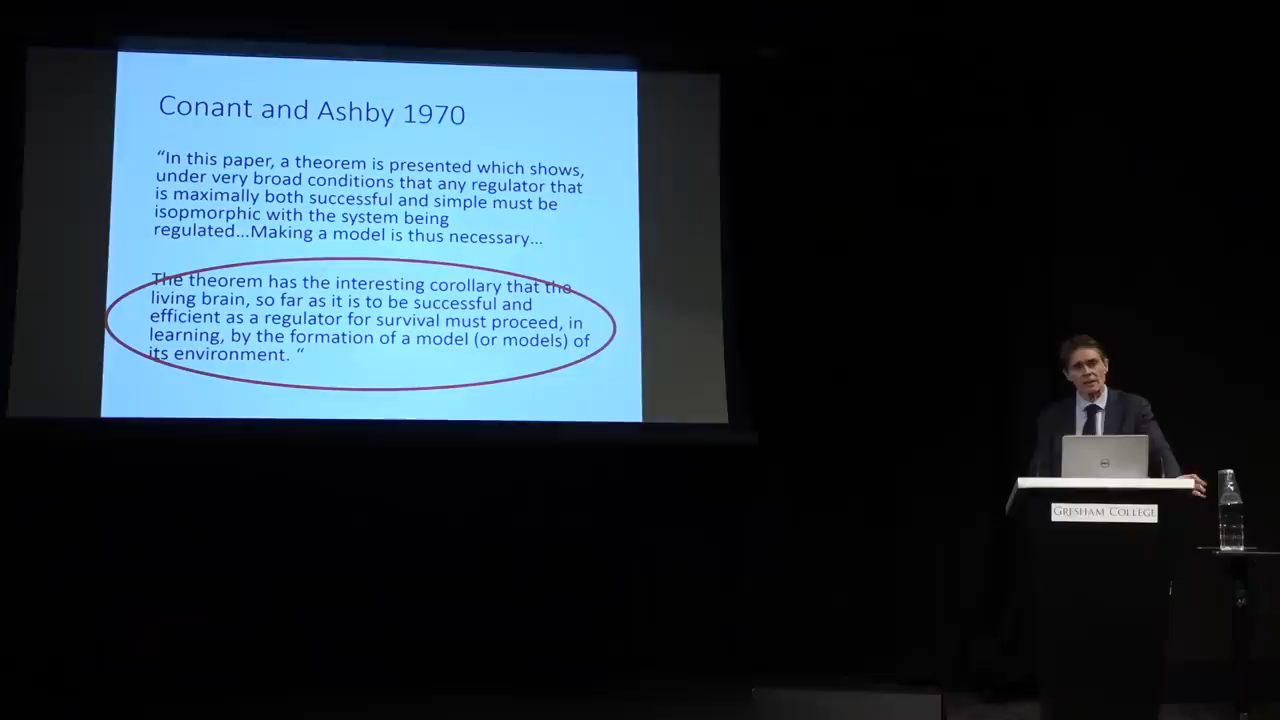 Conant and Ashby 1970
“In this paper, a theorem is presented which shows,
under very broad conditions that any regulator that
is maximally both successful and simple must be
isopmorphic with the system being
regulated...Making a model is thus necessary...
The theorem has the interesting corollary that the
living brain, so far as it is to be successful and
efficient as a regulator for survival must proceed, in
learning, by the formation of a model (or models) of
its environment. “
DELL
GRESHAM COLLEGE